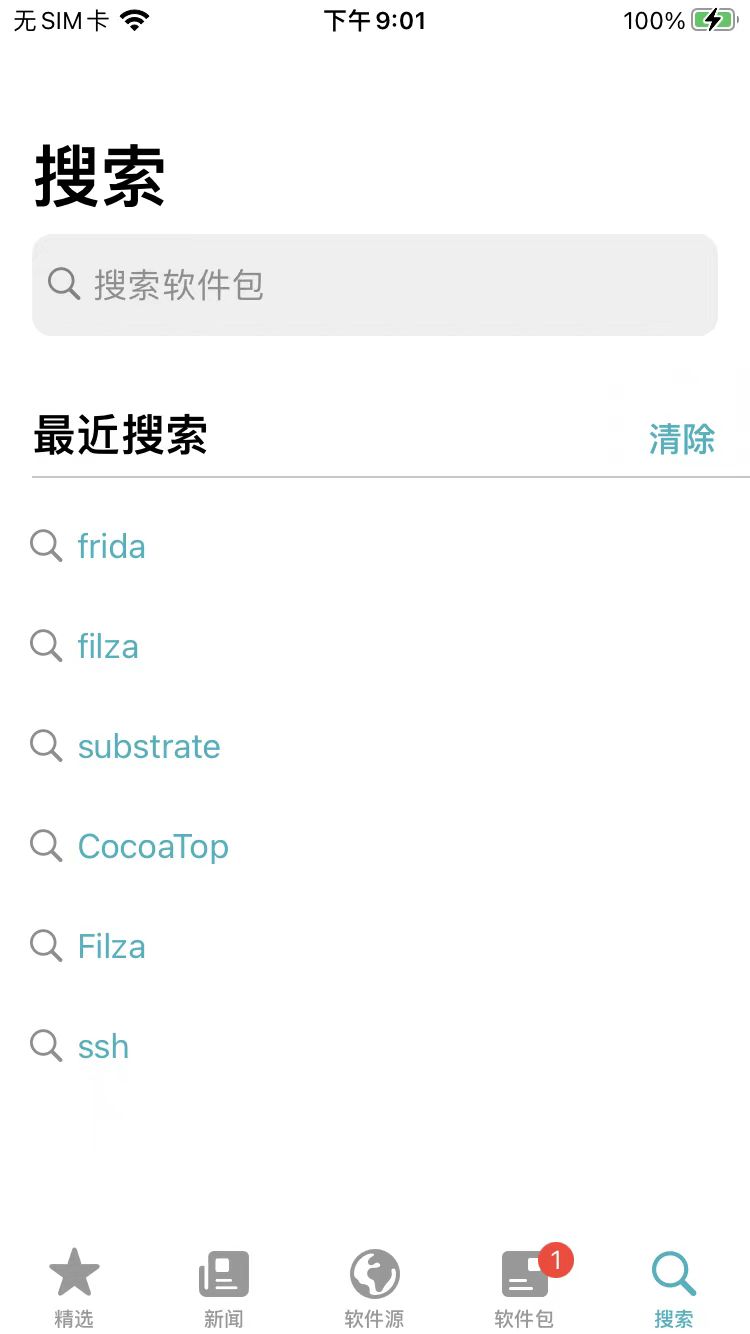 无SIM卡 下午9:01 100%
搜索
搜索软件包
最近搜索 清除
frida
filza
substrate
CocoaTop
Filza
ssh
1
精选 新闻 软件源 软件包 搜索